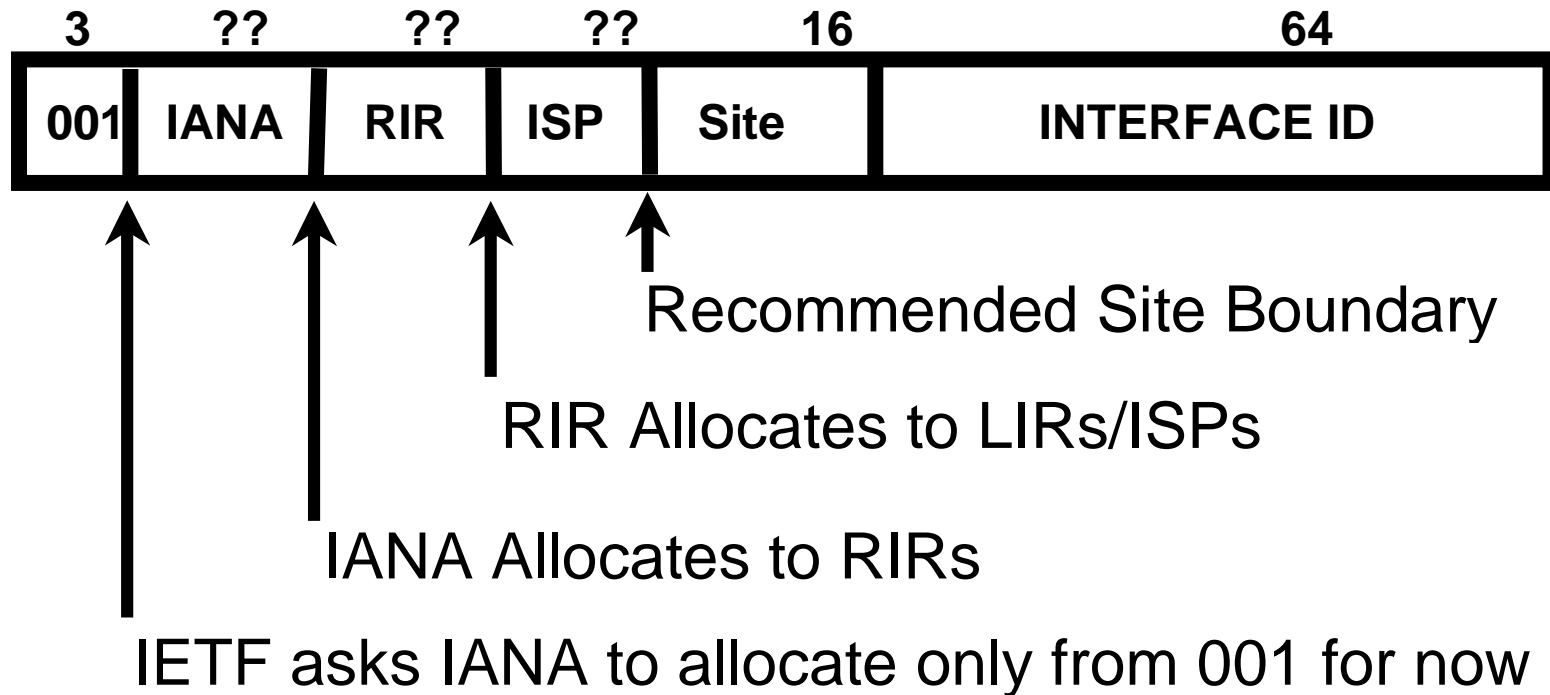 3 ?? ?? ?? 16 64
001 IANA RIR ISP Site INTERFACE ID
Recommended Site Boundary
RIR Allocates to LIRs/ISPs
IANA Allocates to RIRs
IETF asks IANA to allocate only from 001 for now